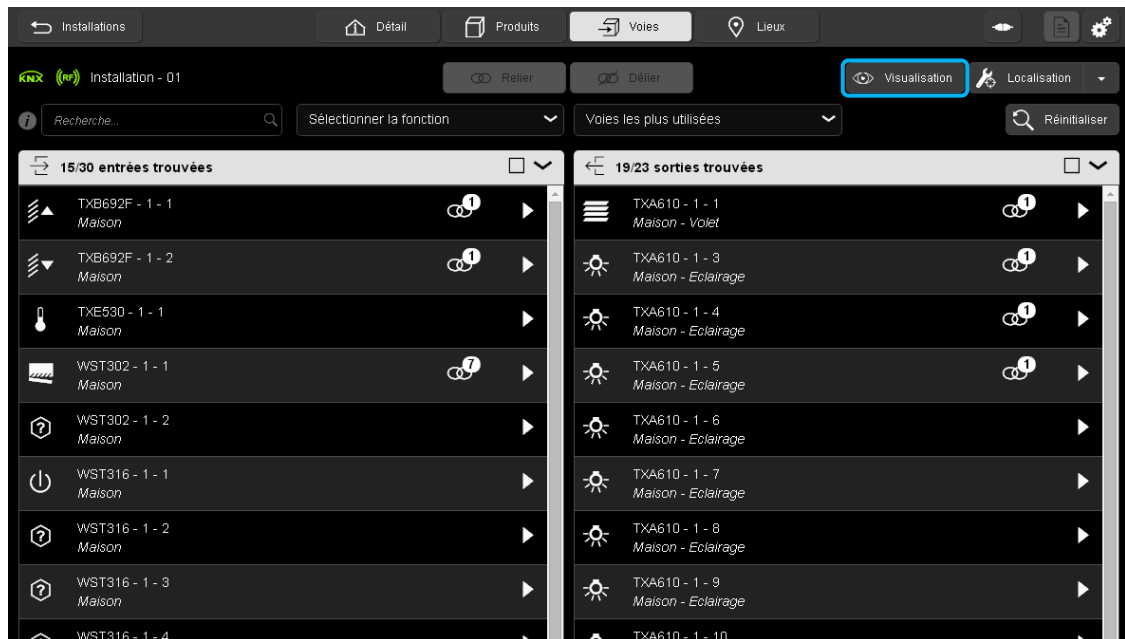 Installations
Détail
Produits
Voies
Lieux
KNX (RF) Installation - 01
Relier
Délier
Visualisation
Localisation
Recherche...
Sélectionner la fonction
Voies les plus utilisées
Réinitialiser
15/30 entrées trouvées
TXB692F - 1 - 1
Maison
1
TXB692F - 1 - 2
Maison
1
TXE530 - 1 - 1
Maison
WST302 - 1 - 1
Maison
7
WST302 - 1 - 2
Maison
WST316 - 1 - 1
Maison
WST316 - 1 - 2
Maison
WST316 - 1 - 3
Maison
WST316 - 1 - 4
19/23 sorties trouvées
TXA610 - 1 - 1
Maison - Volet
1
TXA610 - 1 - 3
Maison - Eclairage
1
TXA610 - 1 - 4
Maison - Eclairage
1
TXA610 - 1 - 5
Maison - Eclairage
1
TXA610 - 1 - 6
Maison - Eclairage
TXA610 - 1 - 7
Maison - Eclairage
TXA610 - 1 - 8
Maison - Eclairage
TXA610 - 1 - 9
Maison - Eclairage
TXA610 - 1 - 10